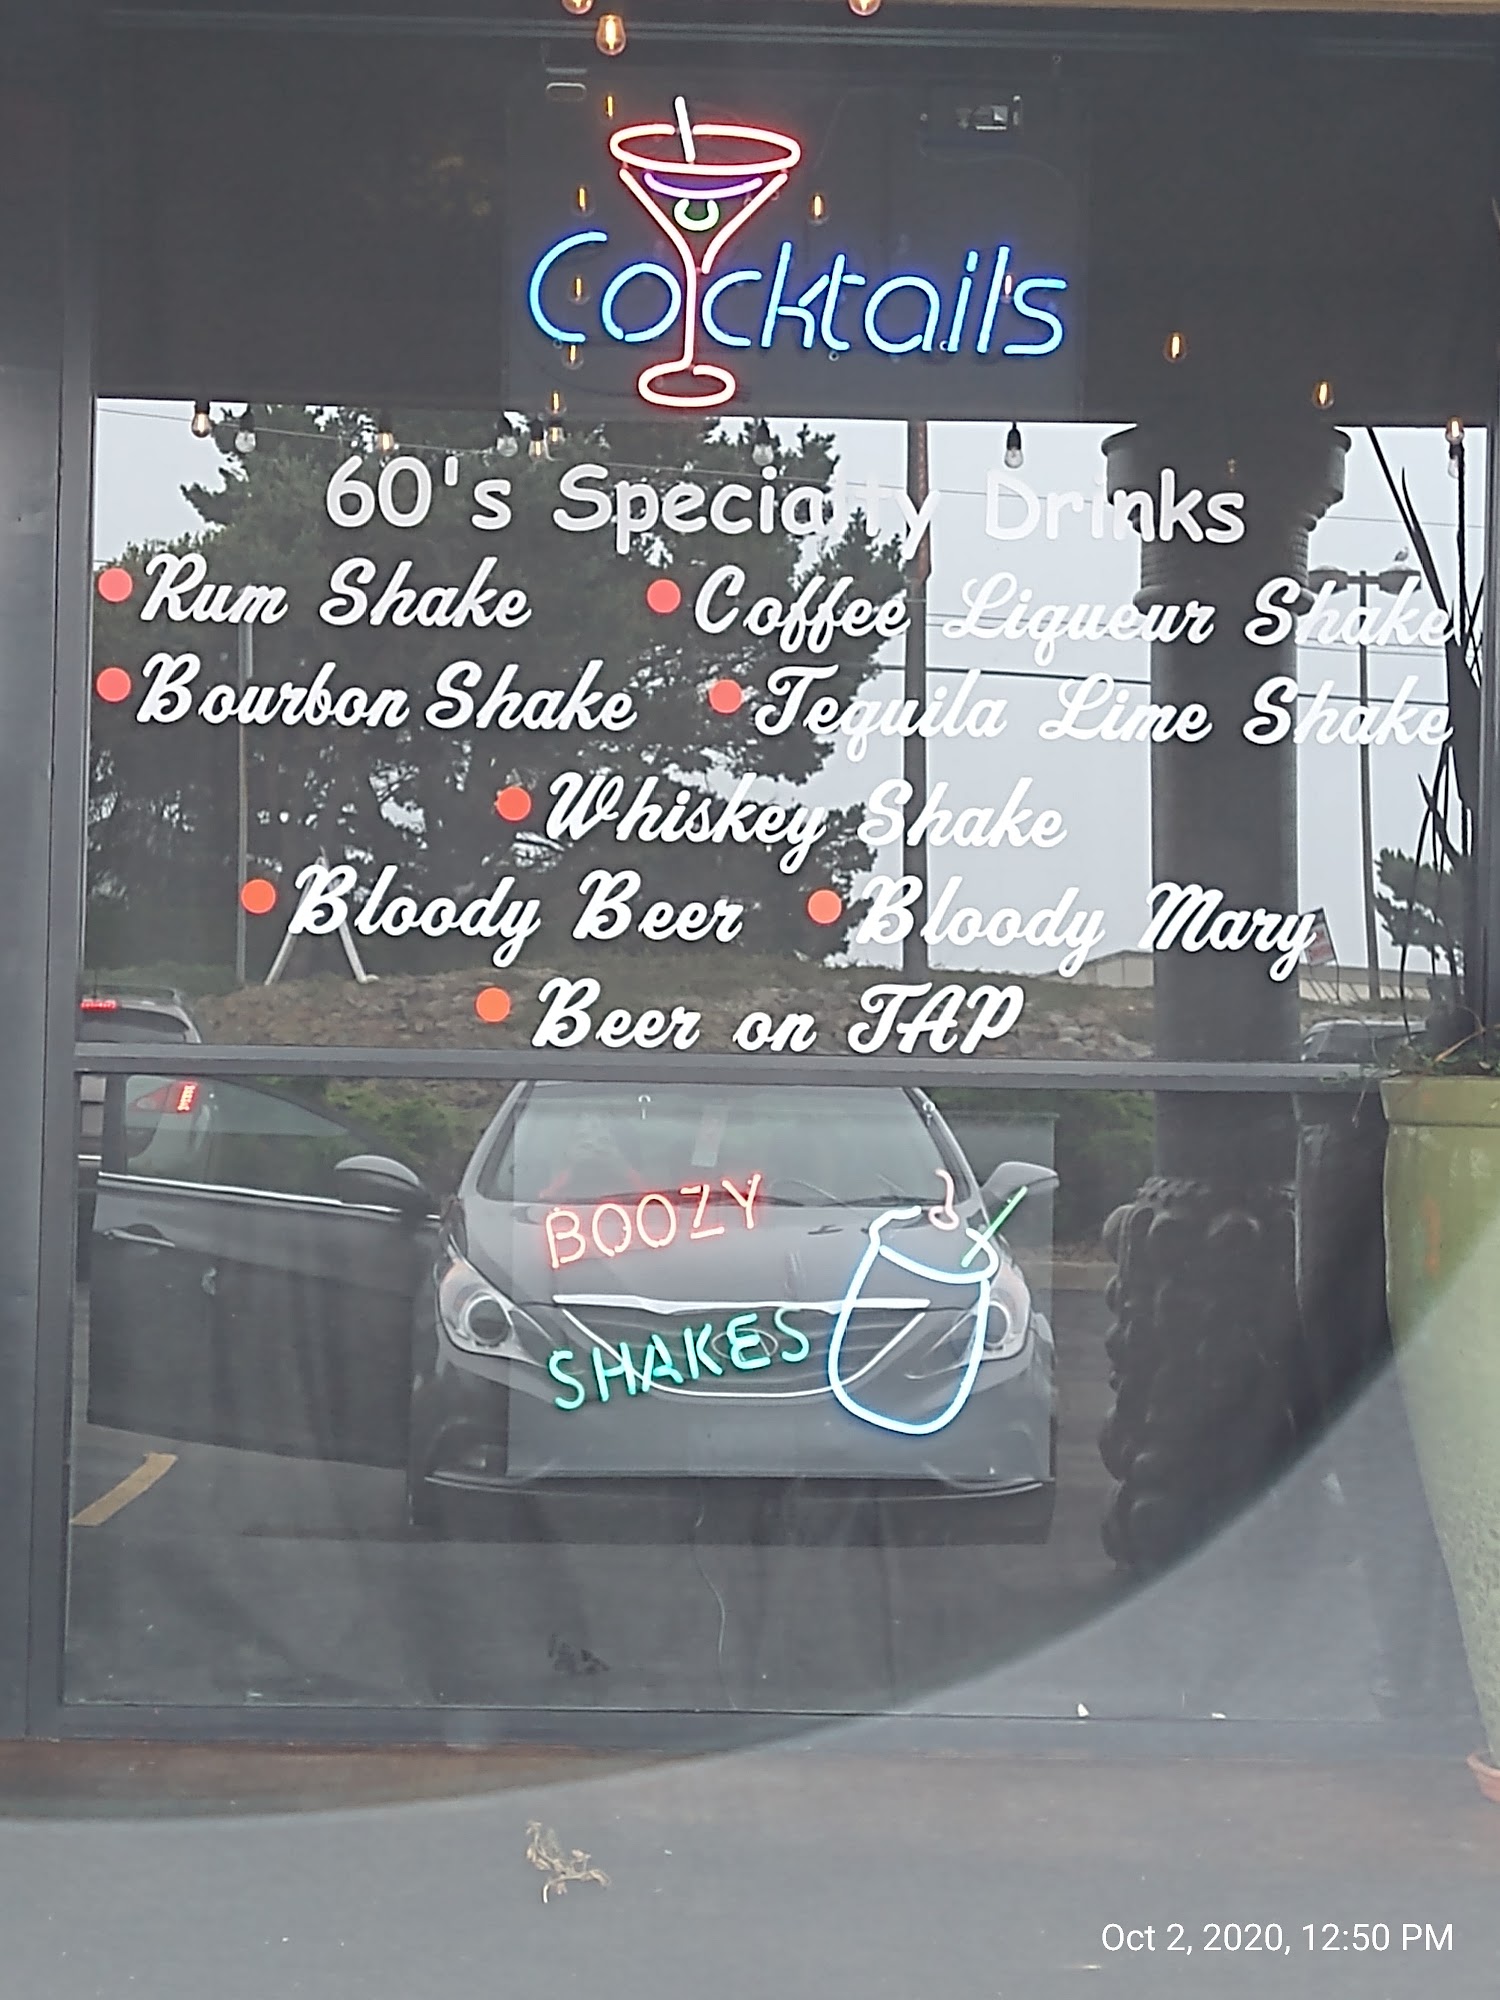 Cocktails
60's Specialty Drinks
Rum Shake Coffee Liqueur Shake
Bourbon Shake Tequila Lime Shake
Whiskey Shake
Bloody Beer Bloody Mary
Beer on TAP
BOOZY
SHAKES
Oct 2, 2020, 12:50 PM